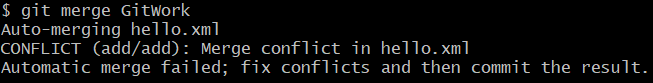 $ git merge GitWork
Auto-merging hello.xml
CONFLICT (add/add): Merge conflict in hello.xml
Automatic merge failed; fix conflicts and then commit the result.